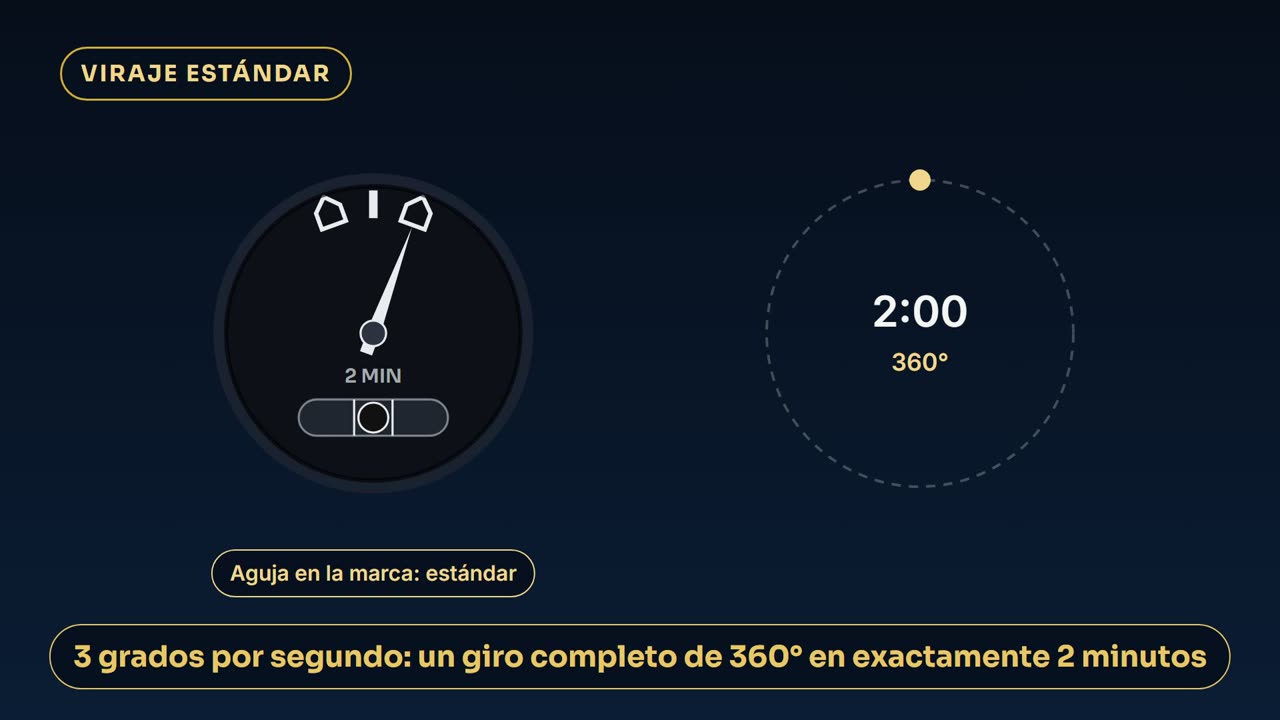 VIRAJE ESTÁNDAR
2 MIN
2:00
360°
Aguja en la marca: estándar
3 grados por segundo: un giro completo de 360° en exactamente 2 minutos